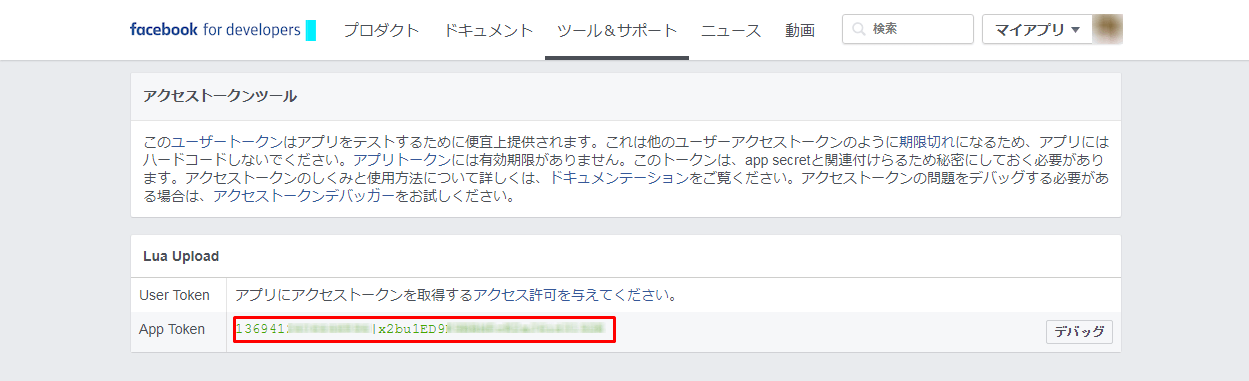 facebook for developers
プロダクト
ドキュメント
ツール＆サポート
ニュース
動画
検索
マイアプリ
アクセストークンツール
このユーザートークンはアプリをテストするために便宜上提供されます。これは他のユーザーアクセストークンのように期限切れになるため、アプリには
ハードコードしないでください。アプリトークンには有効期限がありません。このトークンは、app secretと関連付けらるため秘密にしておく必要があり
ます。アクセストークンのしくみと使用方法について詳しくは、ドキュメンテーションをご覧ください。アクセストークンの問題をデバッグする必要があ
る場合は、アクセストークンデバッガーをお試しください。
Lua Upload
User Token
アプリにアクセストークンを取得するアクセス許可を与えてください。
App Token
136941
|x2bu1ED9
デバッグ